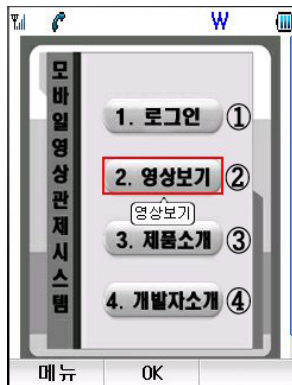 W
모바일영상관제시스템
1. 로그인 ①
2. 영상보기 ②
영상보기
3. 제품소개 ③
4. 개발자소개 ④
메뉴 OK